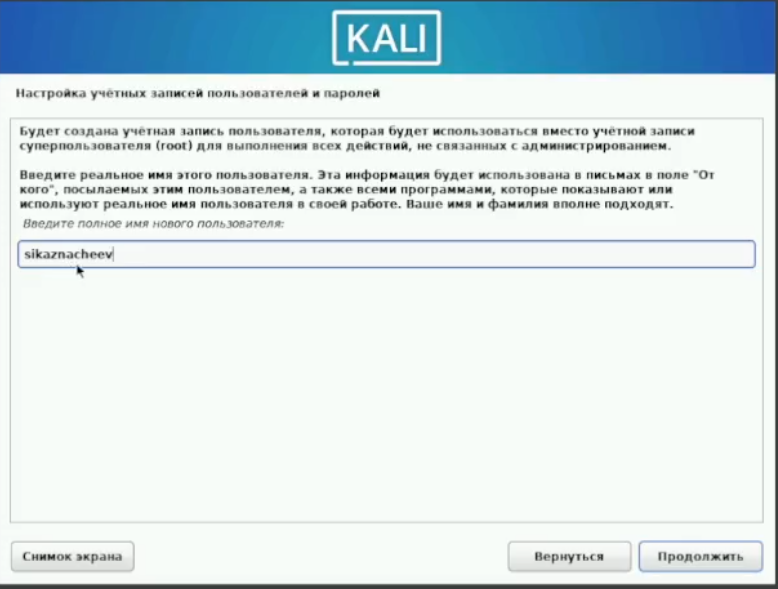 KALI
Настройка учётных записей пользователей и паролей
Будет создана учётная запись пользователя, которая будет использоваться вместо учётной записи
суперпользователя (root) для выполнения всех действий, не связанных с администрированием.
Введите реальное имя этого пользователя. Эта информация будет использована в письмах в поле "От
кого", посылаемых этим пользователем, а также всеми программами, которые показывают или
используют реальное имя пользователя в своей работе. Ваше имя и фамилия вполне подходят.
Введите полное имя нового пользователя:
sikaznacheev
Снимок экрана
Вернуться
Продолжить